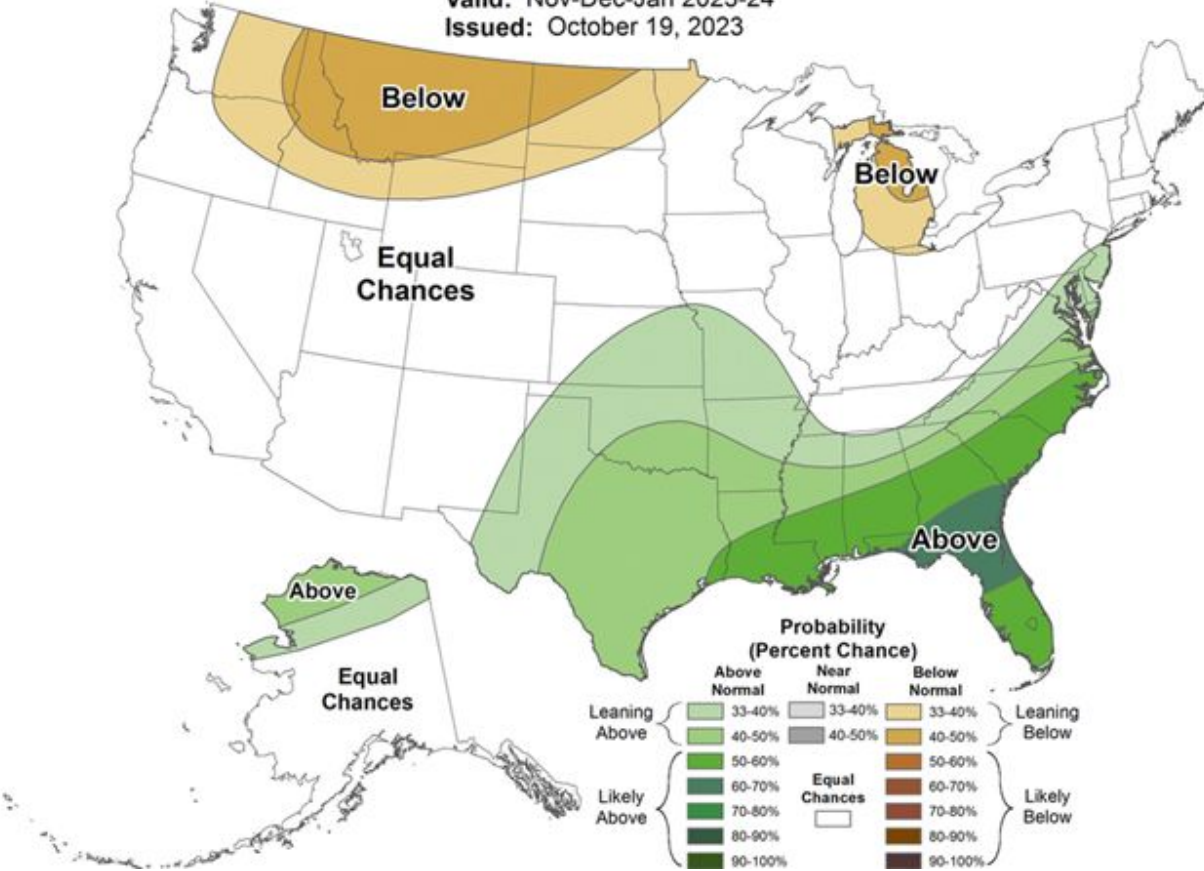 Valid: Nov-Dec-Jan 2023-24
Issued: October 19, 2023
Below
Below
Equal
Chances
Above
Above
Equal
Chances
Probability
(Percent Chance)
Above
Normal
Near
Normal
Below
Normal
Leaning
Above
33-40%
33-40%
33-40%
Leaning
Below
40-50%
40-50%
40-50%
50-60%
50-60%
Likely
Above
60-70%
Equal
Chances
60-70%
Likely
Below
70-80%
70-80%
80-90%
80-90%
90-100%
90-100%